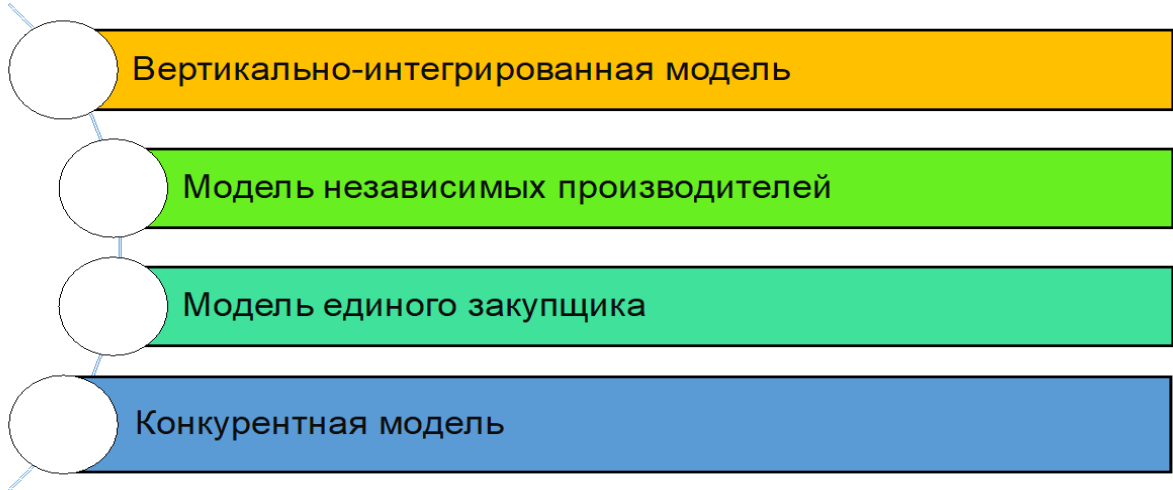 Вертикально-интегрированная модель
Модель независимых производителей
Модель единого закупщика
Конкурентная модель